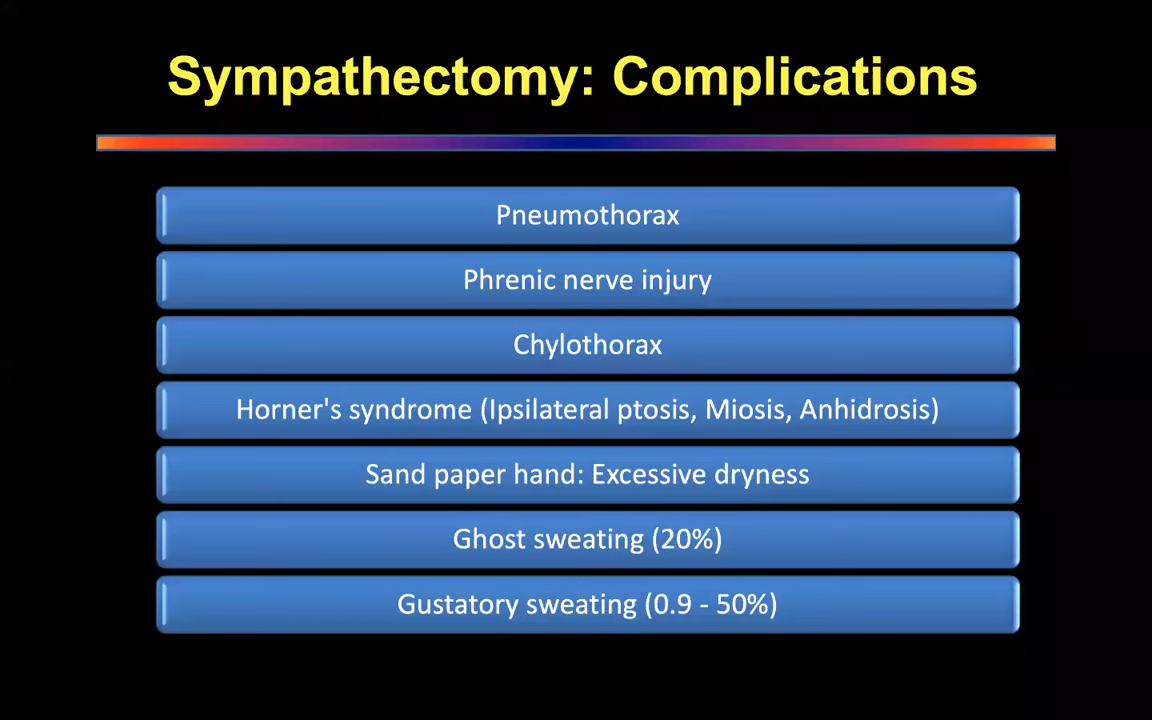 Sympathectomy: Complications
Pneumothorax
Phrenic nerve injury
Chylothorax
Horner's syndrome (Ipsilateral ptosis, Miosis, Anhidrosis)
Sand paper hand: Excessive dryness
Ghost sweating (20%)
Gustatory sweating (0.9 - 50%)